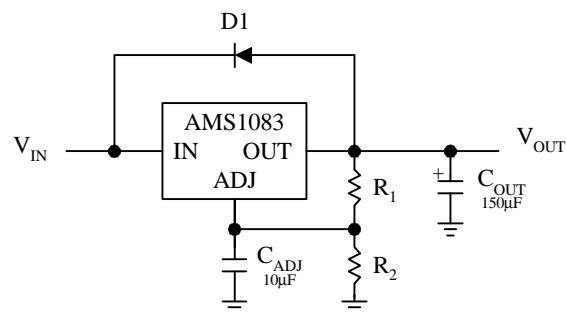 D1
AMS1083
V_IN
IN OUT
V_OUT
ADJ
R_1
+
C_OUT
150µF
C_ADJ
10µF
R_2